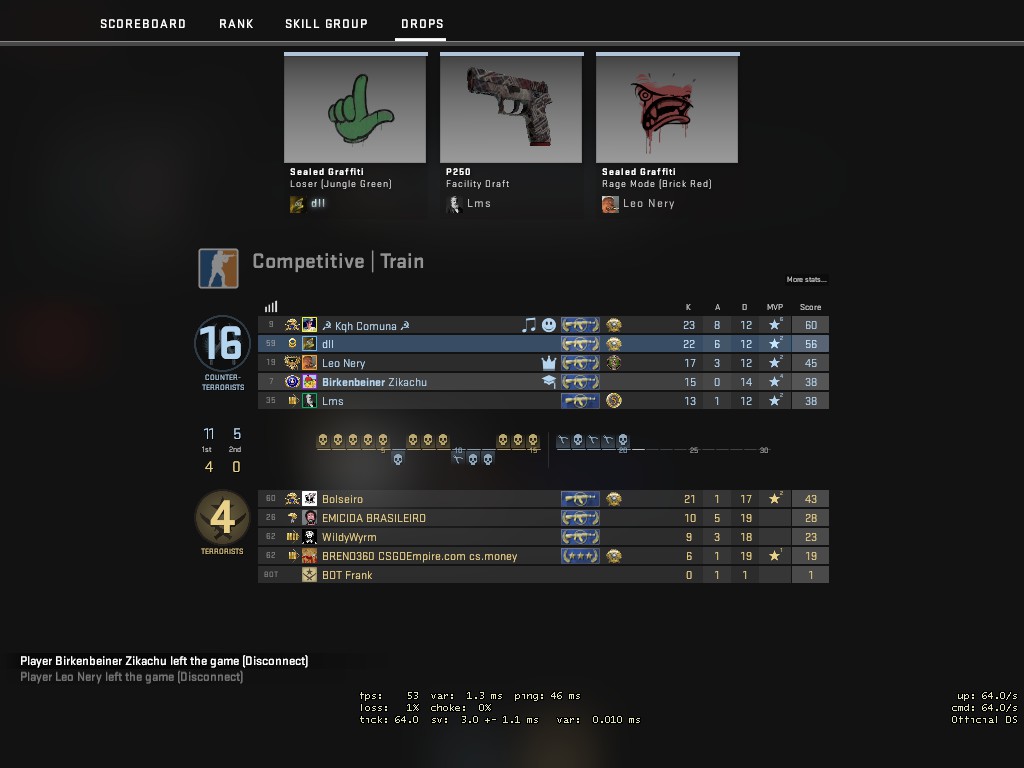 SCOREBOARD RANK SKILL GROUP DROPS
Sealed Graffiti P250 Sealed Graffiti
Loser (Jungle Green) Facility Draft Rage Mode (Brick Red)
dll Lms Leo Nery
Competitive | Train
More stats...
K A D MVP Score
16
COUNTER-
TERRORISTS
9 ☭ Kqh Comuna ☭ 23 8 12 60
59 dll 22 6 12 ★2 56
19 Leo Nery 17 3 12 ★2 45
7 Birkenbeiner Zikachu 15 0 14 ★4 38
35 Lms 13 1 12 ★2 38
11 5
1st 2nd
4 0
5 10 15 20 25 30
4
TERRORISTS
60 Bolseiro 21 1 17 ★2 43
26 EMICIDA BRASILEIRO 10 5 19 28
62 WildyWyrm 9 3 18 23
62 BRENO360 CSGOEmpire.com cs.money 6 1 19 ★1 19
BOT BOT Frank 0 1 1 1
Player Birkenbeiner Zikachu left the game (Disconnect)
Player Leo Nery left the game (Disconnect)
fps: 53 var: 1.3 ms ping: 46 ms up: 64.0/s
loss: 1% choke: 0% cmd: 64.0/s
tick: 64.0 sv: 3.0 +- 1.1 ms var: 0.010 ms Official DS